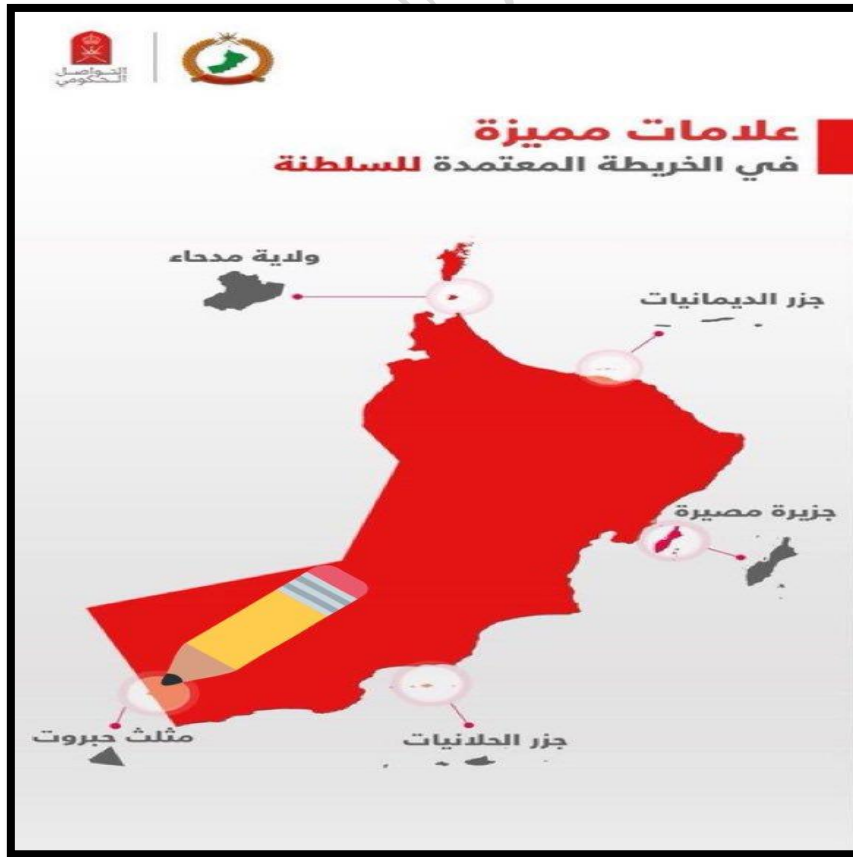 التواصل
الحكومي
علامات مميزة
في الخريطة المعتمدة للسلطنة
ولاية مدحاء
جزر الديمانيات
جزيرة مصيرة
جزر الحلانيات
مثلث حبروت